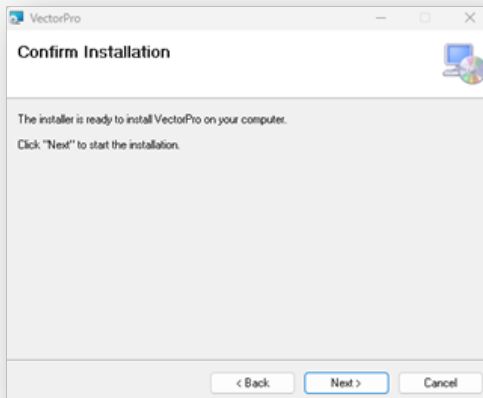 VectorPro
Confirm Installation
The installer is ready to install VectorPro on your computer.
Click "Next" to start the installation.
< Back
Next >
Cancel